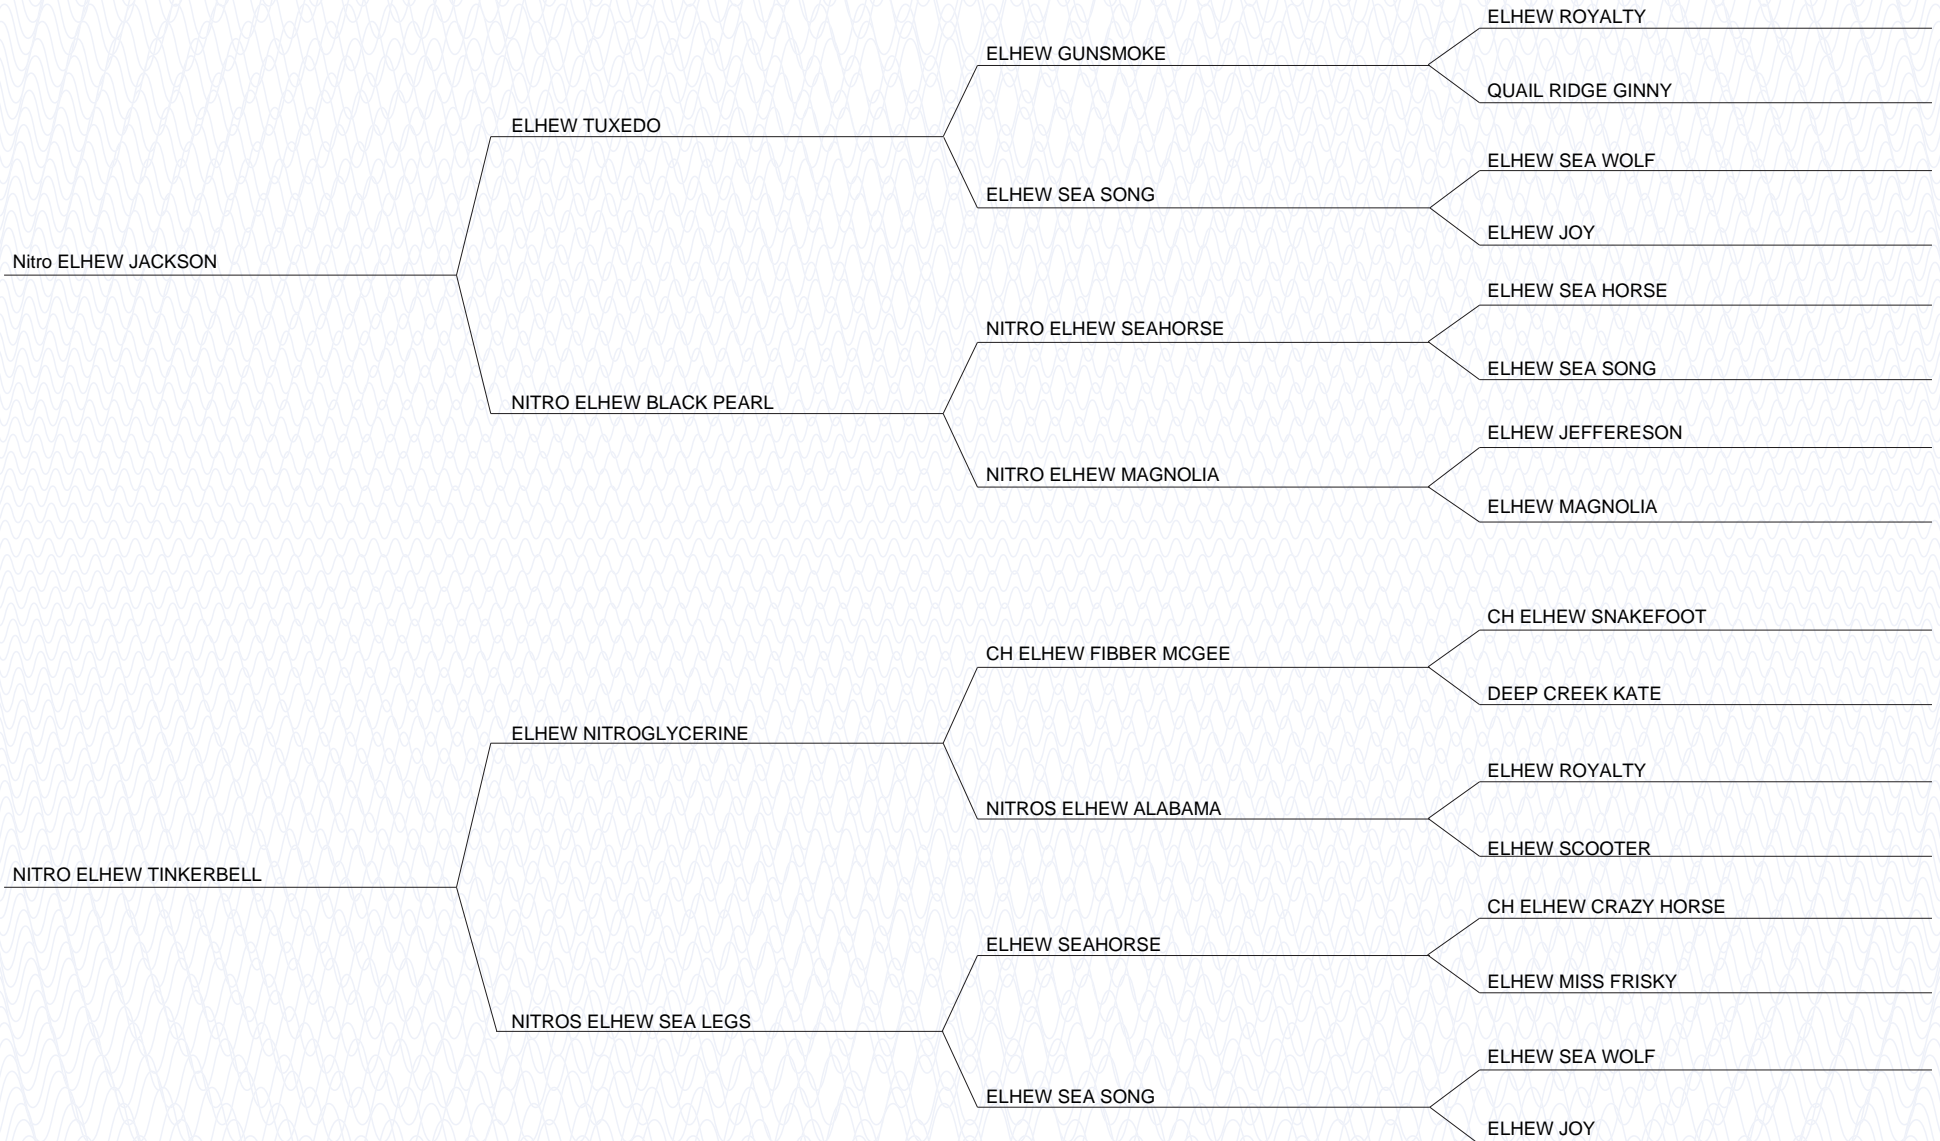 ELHEW ROYALTY
ELHEW GUNSMOKE
QUAIL RIDGE GINNY
ELHEW TUXEDO
ELHEW SEA WOLF
ELHEW SEA SONG
ELHEW JOY
Nitro ELHEW JACKSON
ELHEW SEA HORSE
NITRO ELHEW SEAHORSE
ELHEW SEA SONG
NITRO ELHEW BLACK PEARL
ELHEW JEFFERESON
NITRO ELHEW MAGNOLIA
ELHEW MAGNOLIA
CH ELHEW SNAKEFOOT
CH ELHEW FIBBER MCGEE
DEEP CREEK KATE
ELHEW NITROGLYCERINE
ELHEW ROYALTY
NITROS ELHEW ALABAMA
ELHEW SCOOTER
NITRO ELHEW TINKERBELL
CH ELHEW CRAZY HORSE
ELHEW SEAHORSE
ELHEW MISS FRISKY
NITROS ELHEW SEA LEGS
ELHEW SEA WOLF
ELHEW SEA SONG
ELHEW JOY